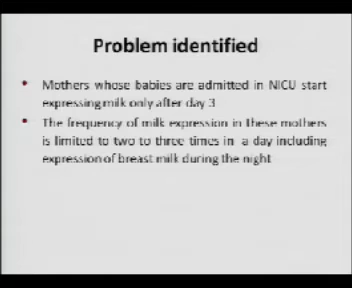 Problem identified
• Mothers whose babies are admitted in NICU start
expressing milk only after day 3
• The frequency of milk expression in these mothers
is limited to two to three times in a day including
expression of breast milk during the night